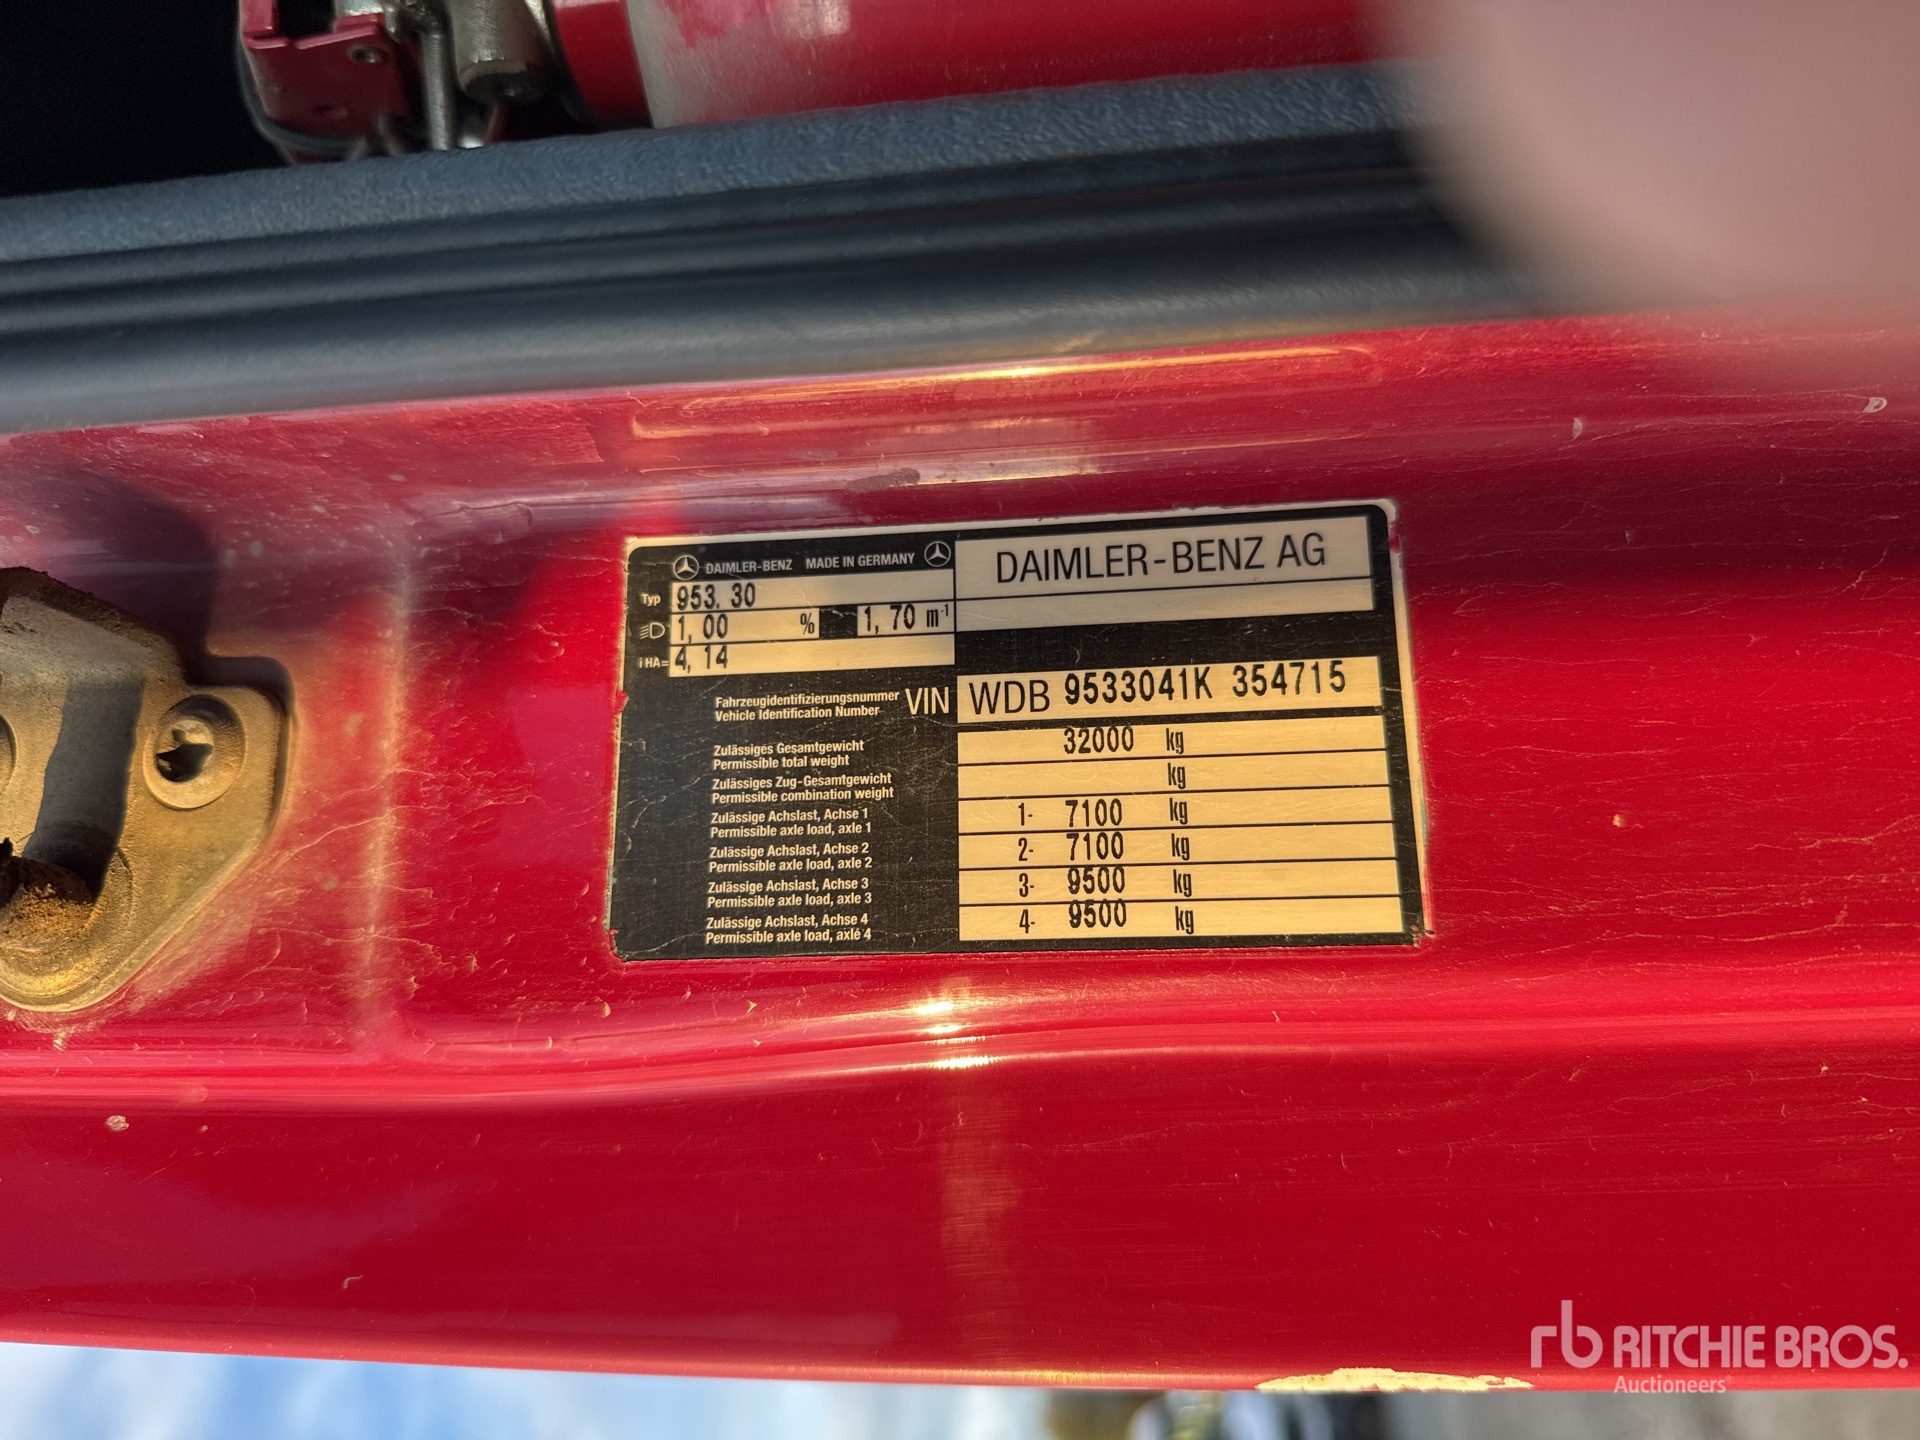 DAIMLER-BENZ MADE IN GERMANY
DAIMLER-BENZ AG
Typ 953. 30
1, 00 % 1, 70 m-1
i HA= 4, 14
Fahrzeugidentifizierungsnummer
Vehicle Identification Number
VIN WDB 9533041K 354715
Zulässiges Gesamtgewicht
Permissible total weight
32000 kg
Zulässiges Zug-Gesamtgewicht
Permissible combination weight
kg
Zulässige Achslast, Achse 1
Permissible axle load, axle 1
1- 7100 kg
Zulässige Achslast, Achse 2
Permissible axle load, axle 2
2- 7100 kg
Zulässige Achslast, Achse 3
Permissible axle load, axle 3
3- 9500 kg
Zulässige Achslast, Achse 4
Permissible axle load, axle 4
4- 9500 kg
rb RITCHIE BROS.
Auctioneers